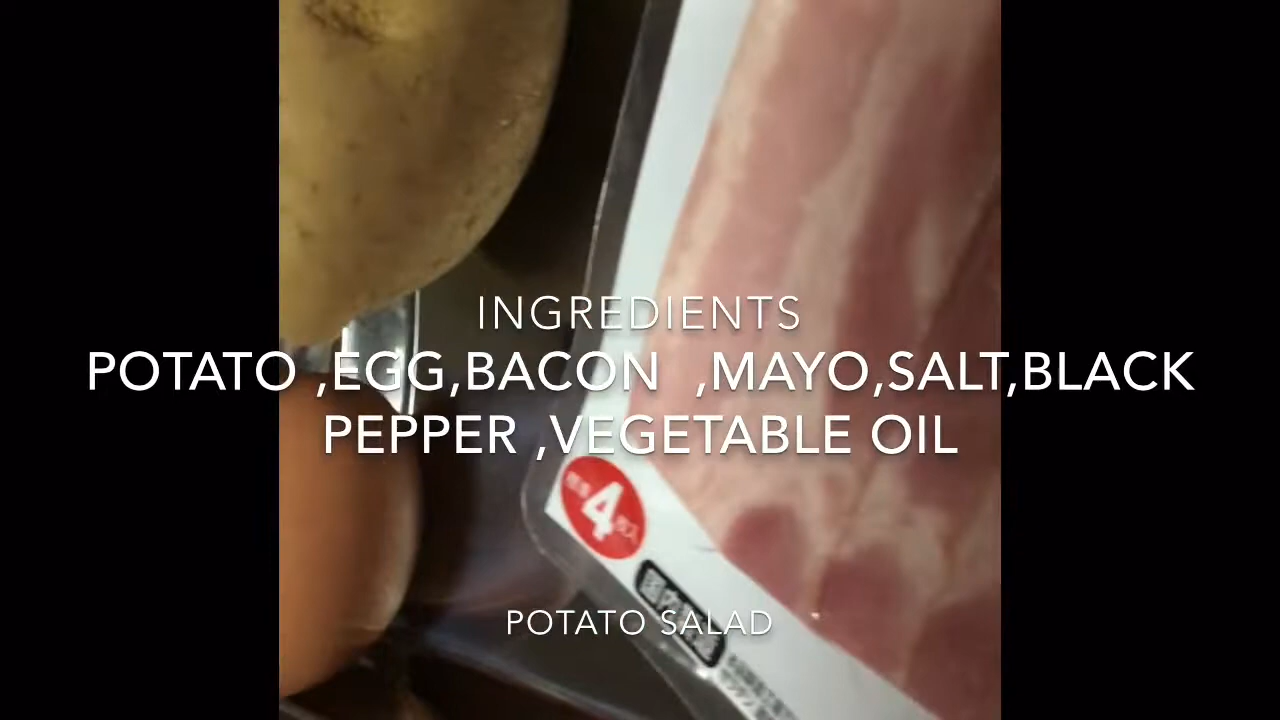 INGREDIENTS
POTATO ,EGG,BACON ,MAYO,SALT,BLACK
PEPPER ,VEGETABLE OIL
4
POTATO SALAD